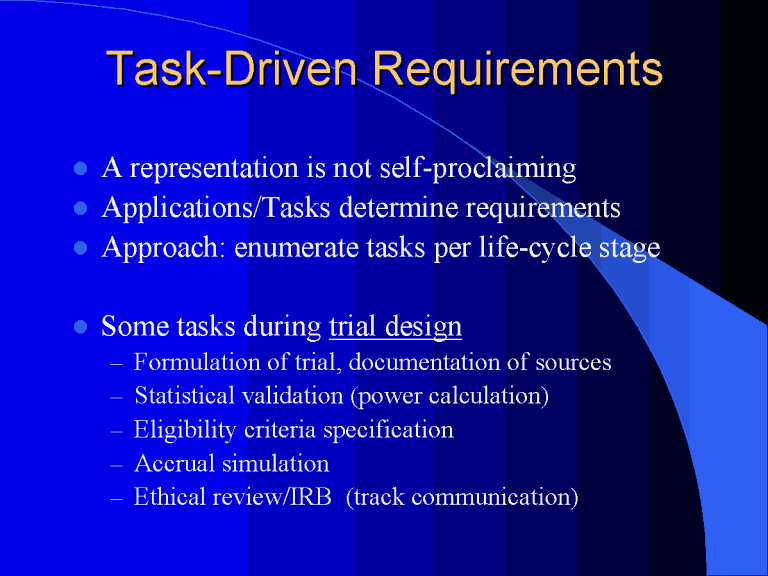 Task-Driven Requirements
A representation is not self-proclaiming
Applications/Tasks determine requirements
Approach: enumerate tasks per life-cycle stage
Some tasks during trial design
– Formulation of trial, documentation of sources
– Statistical validation (power calculation)
– Eligibility criteria specification
– Accrual simulation
– Ethical review/IRB (track communication)